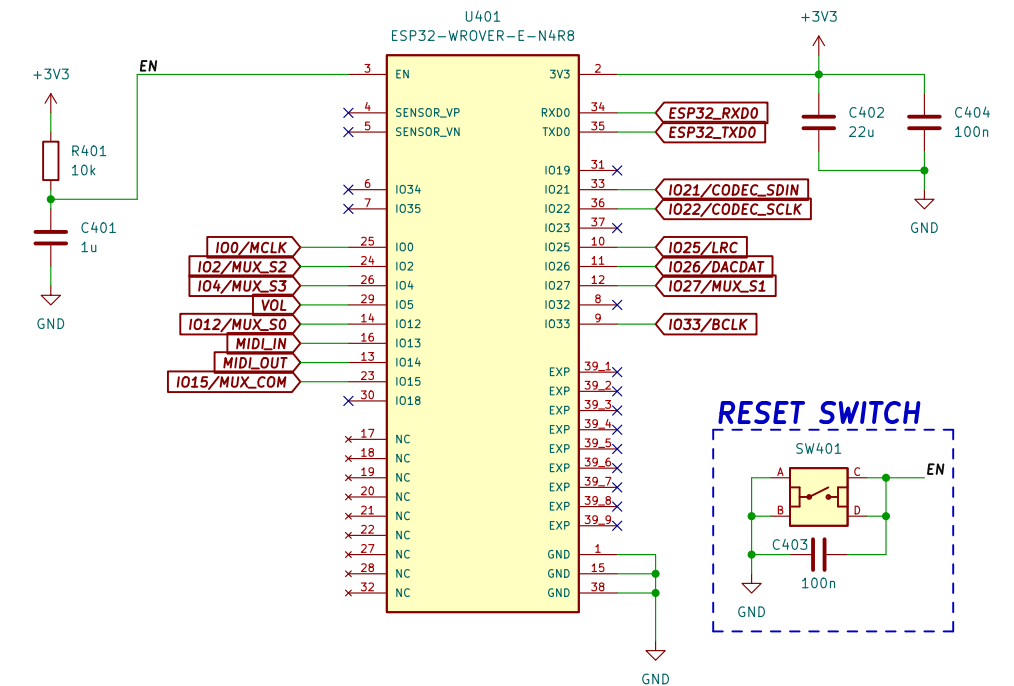 U401
ESP32-WROVER-E-N4R8
+3V3
R401
10k
C401
1u
GND
EN
3 EN
4 SENSOR_VP
5 SENSOR_VN
6 IO34
7 IO35
IO0/MCLK 25 IO0
IO2/MUX_S2 24 IO2
IO4/MUX_S3 26 IO4
VOL 29 IO5
IO12/MUX_S0 14 IO12
MIDI_IN 16 IO13
MIDI_OUT 13 IO14
IO15/MUX_COM 23 IO15
30 IO18
17 NC
18 NC
19 NC
20 NC
21 NC
22 NC
27 NC
28 NC
32 NC
3V3 2
RXD0 34 ESP32_RXD0
TXD0 35 ESP32_TXD0
IO19 31
IO21 33 IO21/CODEC_SDIN
IO22 36 IO22/CODEC_SCLK
IO23 37
IO25 10 IO25/LRC
IO26 11 IO26/DACDAT
IO27 12 IO27/MUX_S1
IO32 8
IO33 9 IO33/BCLK
EXP 39_1
EXP 39_2
EXP 39_3
EXP 39_4
EXP 39_5
EXP 39_6
EXP 39_7
EXP 39_8
EXP 39_9
GND 1
GND 15
GND 38
GND
+3V3
C402
22u
C404
100n
GND
RESET SWITCH
SW401
A C
B D
EN
C403
100n
GND